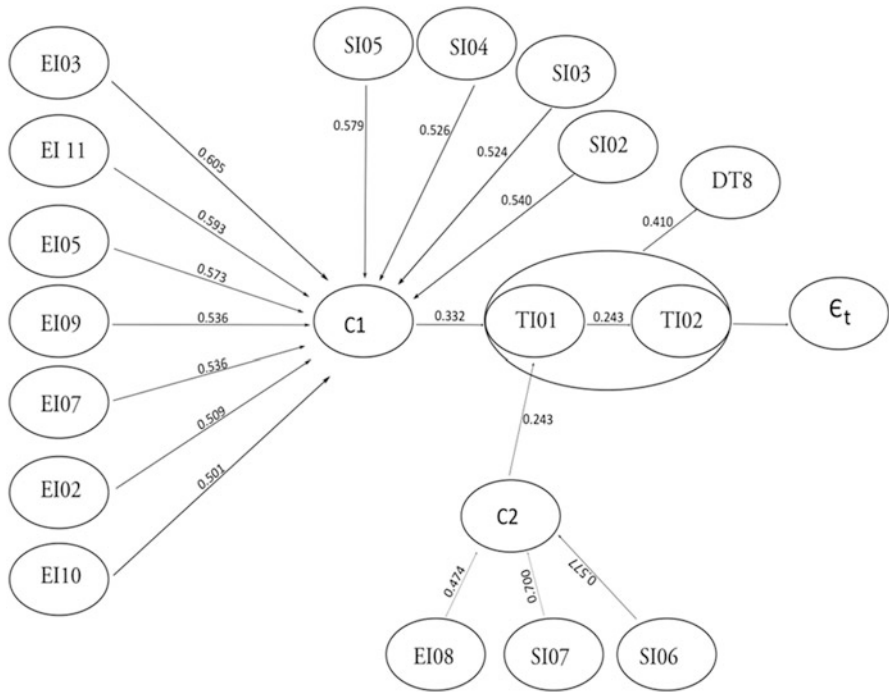 SI05
SI04
EI03
SI03
0.579
0.526
EI 11
0.605
0.524
SI02
DT8
0.593
0.540
0.410
EI05
0.573
EI09
0.536
C1
0.332
TI01
0.243
TI02
Є t
EI07
0.536
0.509
0.243
EI02
0.501
C2
EI10
0.474
0.700
0.577
EI08
SI07
SI06